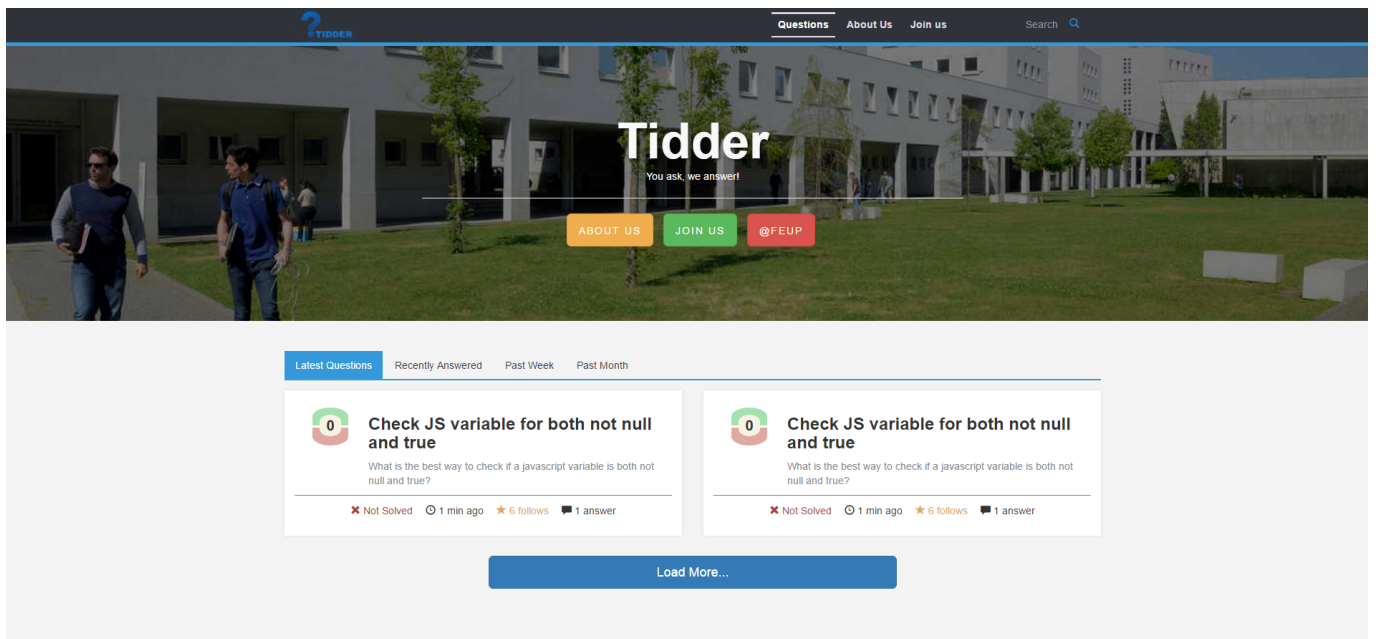 TIDDER
Questions About Us Join us Search
Tidder
You ask, we answer!
ABOUT US JOIN US @FEUP
Latest Questions Recently Answered Past Week Past Month
0
Check JS variable for both not null
and true
What is the best way to check if a javascript variable is both not
null and true?
Not Solved 1 min ago 6 follows 1 answer
0
Check JS variable for both not null
and true
What is the best way to check if a javascript variable is both not
null and true?
Not Solved 1 min ago 6 follows 1 answer
Load More...